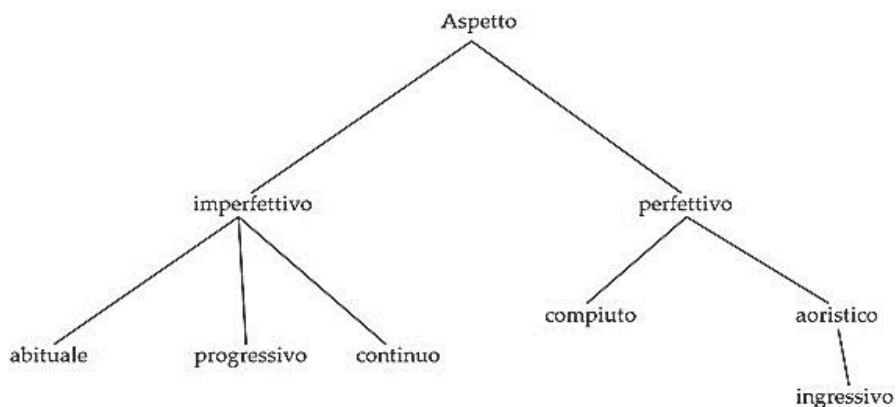 Aspetto
imperfettivo perfettivo
compiuto aoristico
abituale progressivo continuo
ingressivo